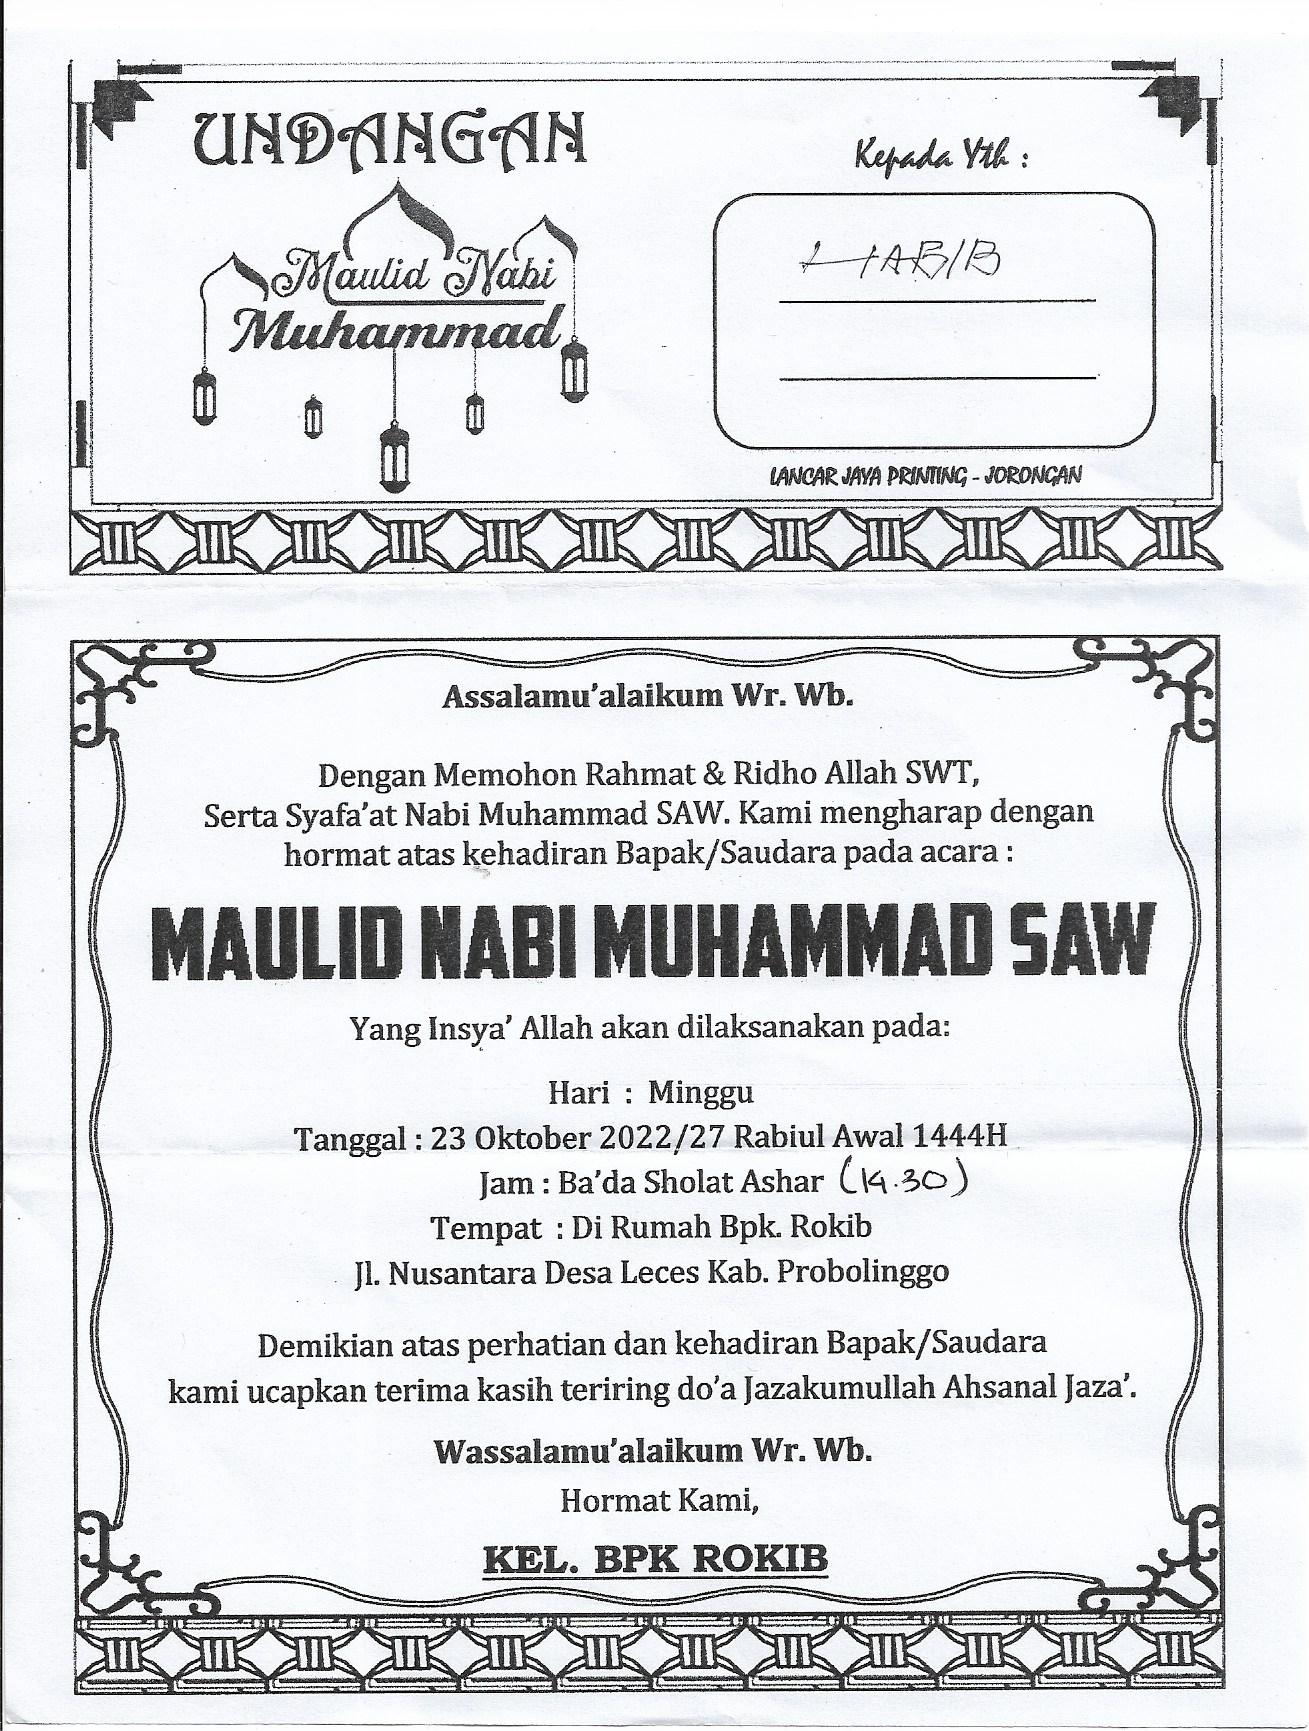 UNDANGAN
Maulid Nabi
Muhammad
Kepada Yth :
HABIB
LANCAR JAYA PRINTING - JORONGAN
Assalamu'alaikum Wr. Wb.
Dengan Memohon Rahmat & Ridho Allah SWT,
Serta Syafa'at Nabi Muhammad SAW. Kami mengharap dengan
hormat atas kehadiran Bapak/Saudara pada acara :
MAULID NABI MUHAMMAD SAW
Yang Insya' Allah akan dilaksanakan pada:
Hari : Minggu
Tanggal : 23 Oktober 2022/27 Rabiul Awal 1444H
Jam : Ba'da Sholat Ashar (14.30)
Tempat : Di Rumah Bpk. Rokib
Jl. Nusantara Desa Leces Kab. Probolinggo
Demikian atas perhatian dan kehadiran Bapak/Saudara
kami ucapkan terima kasih teriring do'a Jazakumullah Ahsanal Jaza'.
Wassalamu'alaikum Wr. Wb.
Hormat Kami,
KEL. BPK ROKIB